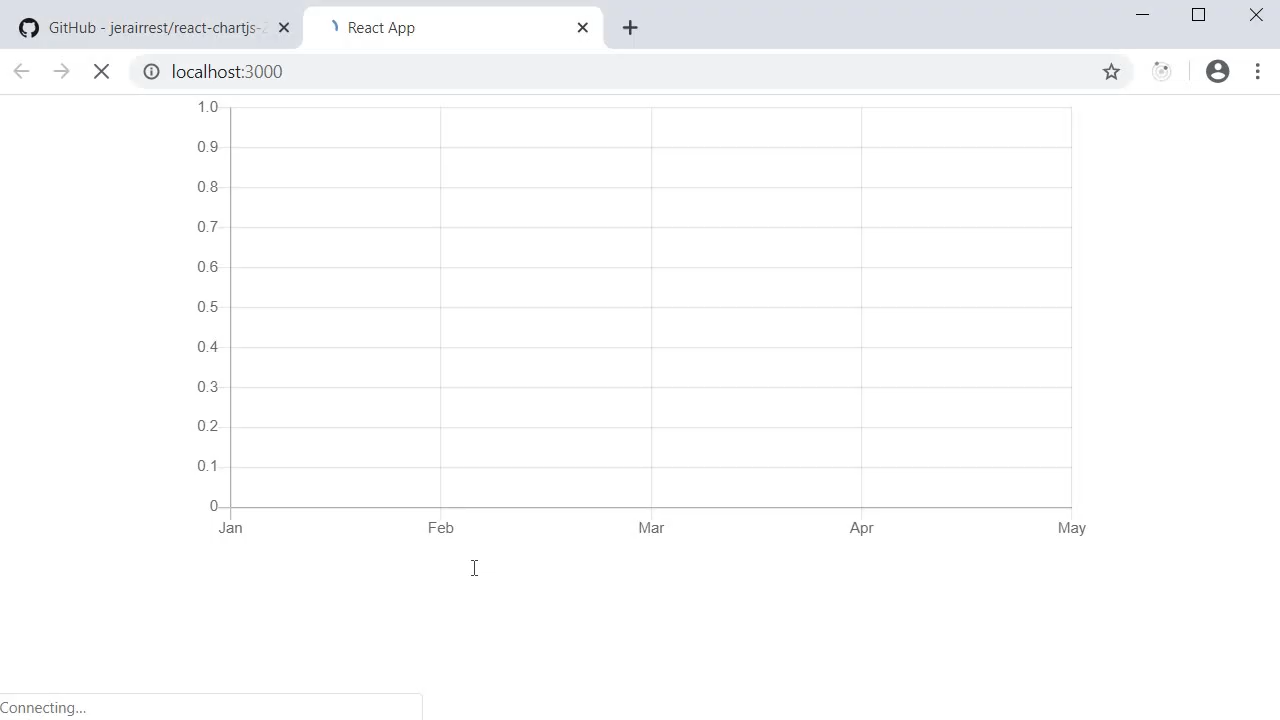 GitHub - jerairrest/react-chartjs-2
React App
localhost:3000
1.0
0.9
0.8
0.7
0.6
0.5
0.4
0.3
0.2
0.1
0
Jan Feb Mar Apr May
Connecting...